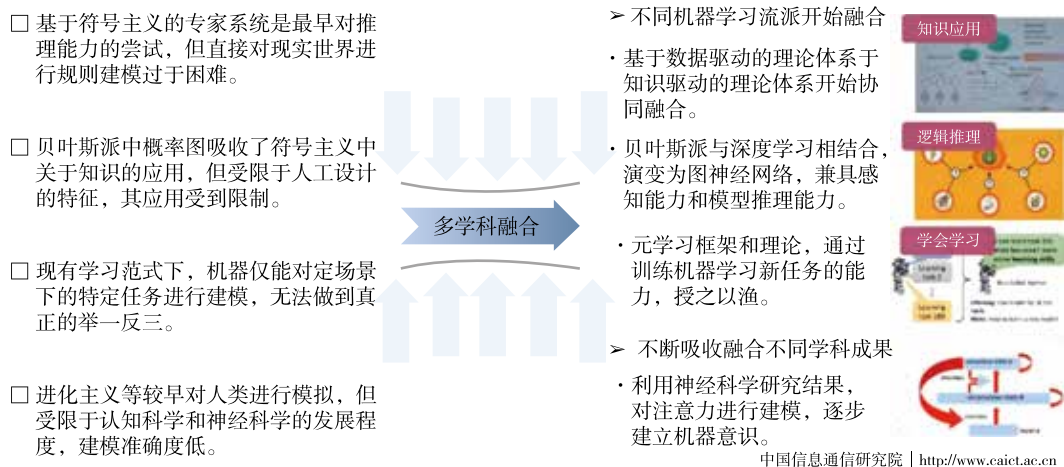 □ 基于符号主义的专家系统是最早对推
理能力的尝试，但直接对现实世界进
行规则建模过于困难。
□ 贝叶斯派中概率图吸收了符号主义中
关于知识的应用，但受限于人工设计
的特征，其应用受到限制。
□ 现有学习范式下，机器仅能对定场景
下的特定任务进行建模，无法做到真
正的举一反三。
□ 进化主义等较早对人类进行模拟，但
受限于认知科学和神经科学的发展程
度，建模准确度低。
多学科融合
➢ 不同机器学习流派开始融合
· 基于数据驱动的理论体系于
知识驱动的理论体系开始协
同融合。
· 贝叶斯派与深度学习相结合，
演变为图神经网络，兼具感
知能力和模型推理能力。
· 元学习框架和理论，通过
训练机器学习新任务的能
力，授之以渔。
➢ 不断吸收融合不同学科成果
· 利用神经科学研究结果，
对注意力进行建模，逐步
建立机器意识。
知识应用
逻辑推理
学会学习
中国信息通信研究院 | http://www.caict.ac.cn